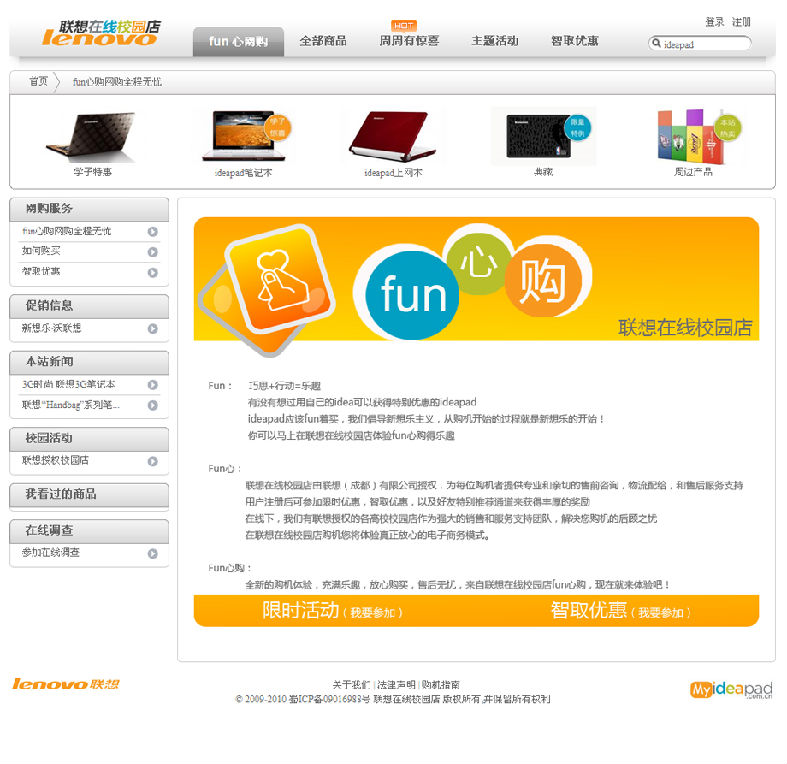 联想在线校园店
lenovo
登录 注册
HOT
fun 心网购 全部商品 周周有惊喜 主题活动 智取优惠
ideapad
首页 fun心购网购全程无忧
学子惊喜
限量特供
本站热卖
学子特惠 ideapad笔记本 ideapad上网本 典藏 周边产品
网购服务
fun心购网购全程无忧
如何购买
智取优惠
促销信息
新想乐 沃联想
本站新闻
3G时尚 联想3G笔记本
联想“Handbag”系列笔...
校园活动
联想授权校园店
我看过的商品
在线调查
参加在线调查
fun 心 购
联想在线校园店
Fun： 巧思+行动=乐趣
有没有想过用自己的idea可以获得特别优惠的ideapad
ideapad应该fun着买，我们倡导新想乐主义，从购机开始的过程就是新想乐的开始！
你可以马上在联想在线校园店体验fun心购得乐趣
Fun心：
联想在线校园店由联想（成都）有限公司授权，为每位购机者提供专业和亲切的售前咨询，物流配给，和售后服务支持
用户注册后可参加限时优惠，智取优惠，以及好友特别推荐通道来获得丰厚的奖励
在线下，我们有联想授权的各高校校园店作为强大的销售和服务支持团队，解决您购机的后顾之忧
在联想在线校园店购机您将体验真正放心的电子商务模式。
Fun心购：
全新的购机体验，充满乐趣，放心购买，售后无忧，来自联想在线校园店fun心购，现在就来体验吧！
限时活动（我要参加） 智取优惠（我要参加）
lenovo联想
关于我们 | 法律声明 | 购机指南
© 2009-2010 蜀ICP备09016988号 联想在线校园店 版权所有,并保留所有权利
Myideapad
.com.cn